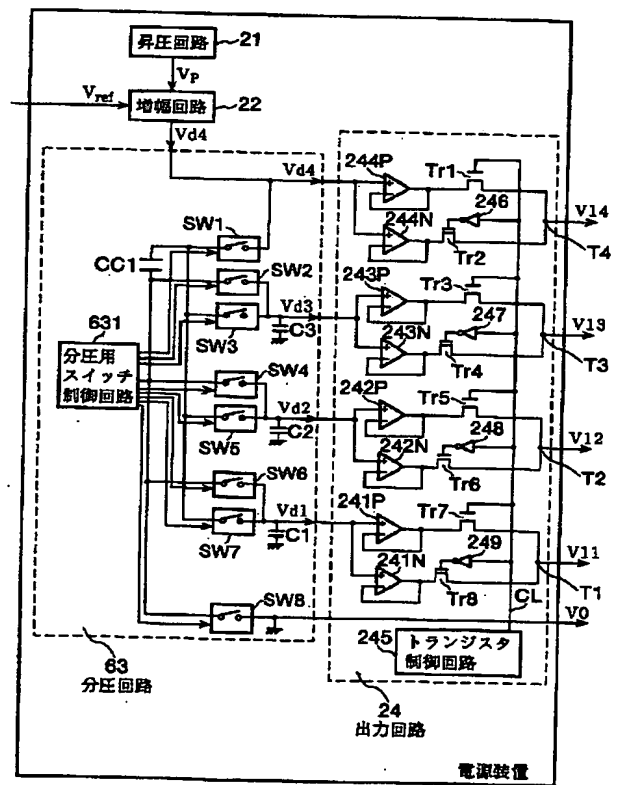 昇圧回路 21
VP
Vref
増幅回路 22
Vd4
Vd4
244P
Tr1
SW1
244N
246
Vl4
Tr2
T4
CC1
SW2
243P
Tr3
Vd3
SW3
C3
247
Vl3
631
分圧用
スイッチ
制御回路
243N
Tr4
T3
SW4
242P
Tr5
Vd2
SW5
C2
248
Vl2
242N
Tr6
T2
SW6
241P
Tr7
Vd1
SW7
C1
249
Vl1
241N
Tr8
T1
SW8
CL
V0
245
トランジスタ
制御回路
63
分圧回路
24
出力回路
電源装置